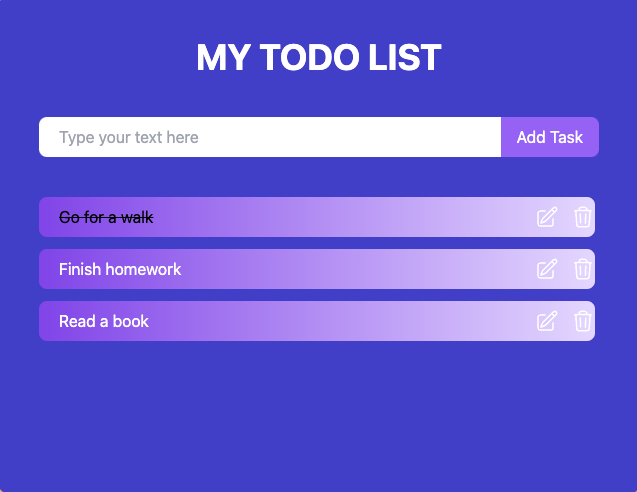 MY TODO LIST
Type your text here
Add Task
Go for a walk
Finish homework
Read a book